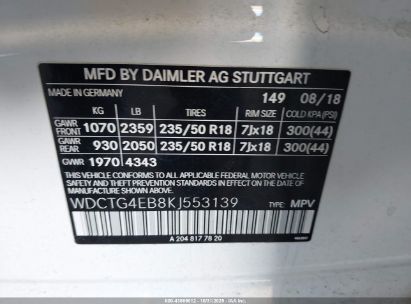 MFD BY DAIMLER AG STUTTGART
MADE IN GERMANY 149 08/18
KG LB TIRES RIM SIZE COLD KPA (PSI)
GAWR FRONT 1070 2359 235/50 R18 7Jx18 300(44)
GAWR REAR 930 2050 235/50 R18 7Jx18 300(44)
GVWR 1970 4343
THIS VEHICLE CONFORMS TO ALL APPLICABLE U.S. FEDERAL MOTOR
VEHICLE SAFETY AND THEFT PREVENTION STANDARDS IN EFFECT
ON THE DATE OF MANUFACTURE SHOWN ABOVE.
WDCTG4EB8KJ553139 TYPE: MPV
A 204 817 78 20